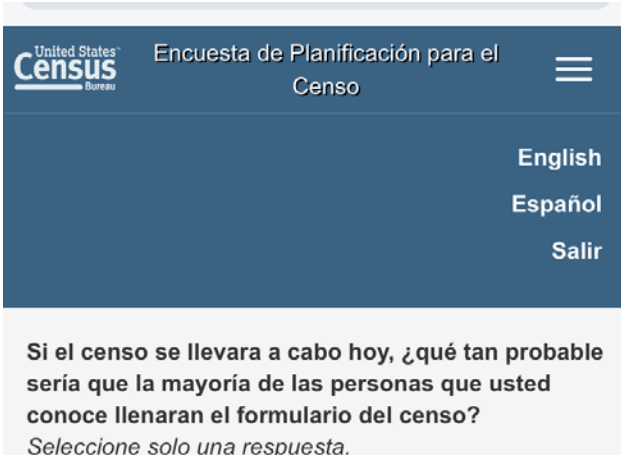 United States™
Census
Bureau
Encuesta de Planificación para el
Censo
English
Español
Salir
Si el censo se llevara a cabo hoy, ¿qué tan probable
sería que la mayoría de las personas que usted
conoce llenaran el formulario del censo?
Seleccione solo una respuesta.